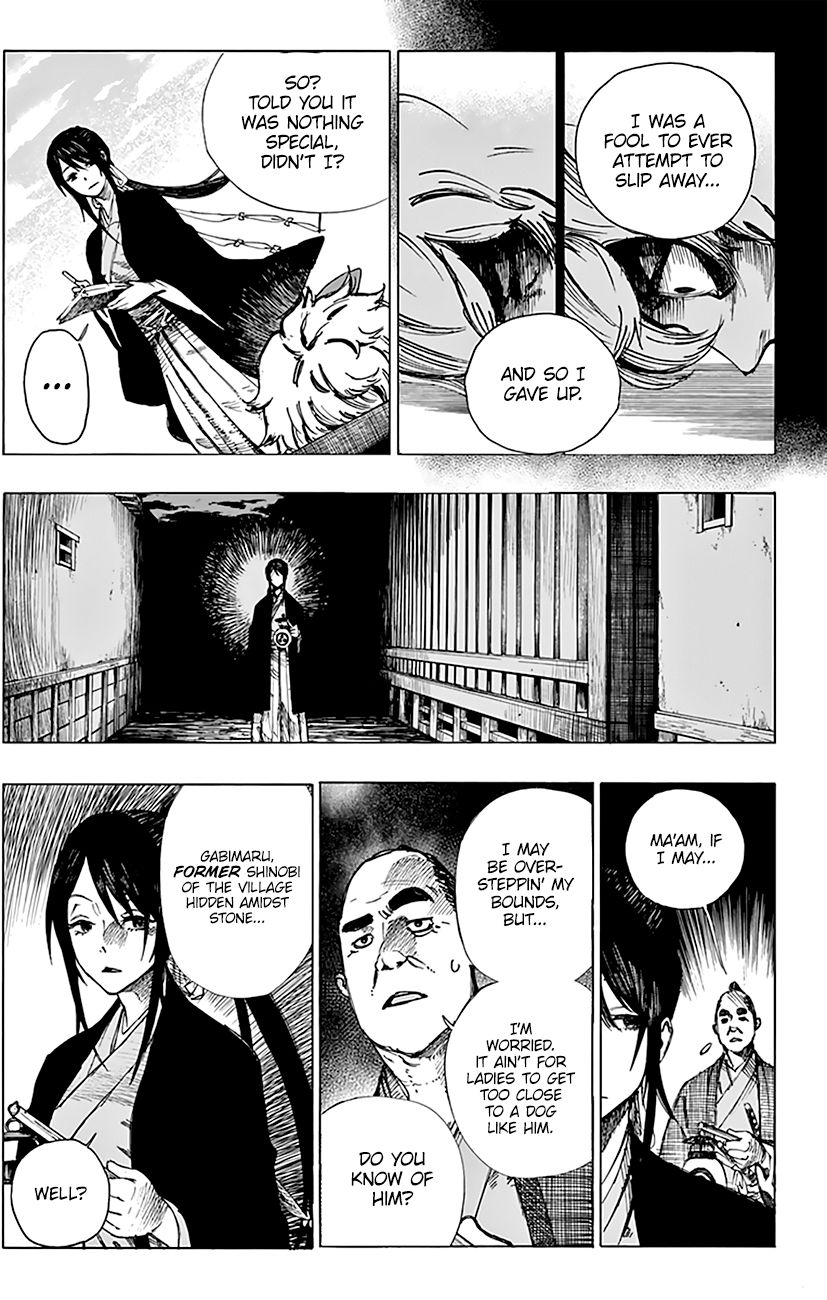 I WAS A
FOOL TO EVER
ATTEMPT TO
SLIP AWAY...
AND SO I
GAVE UP.
SO?
TOLD YOU IT
WAS NOTHING
SPECIAL,
DIDN'T I?
...
MA'AM, IF
I MAY...
I MAY
BE OVER-
STEPPIN' MY
BOUNDS,
BUT...
I'M
WORRIED.
IT AIN'T FOR
LADIES TO GET
TOO CLOSE
TO A DOG
LIKE HIM.
DO YOU
KNOW OF
HIM?
GABIMARU,
FORMER SHINOBI
OF THE VILLAGE
HIDDEN AMIDST
STONE...
WELL?